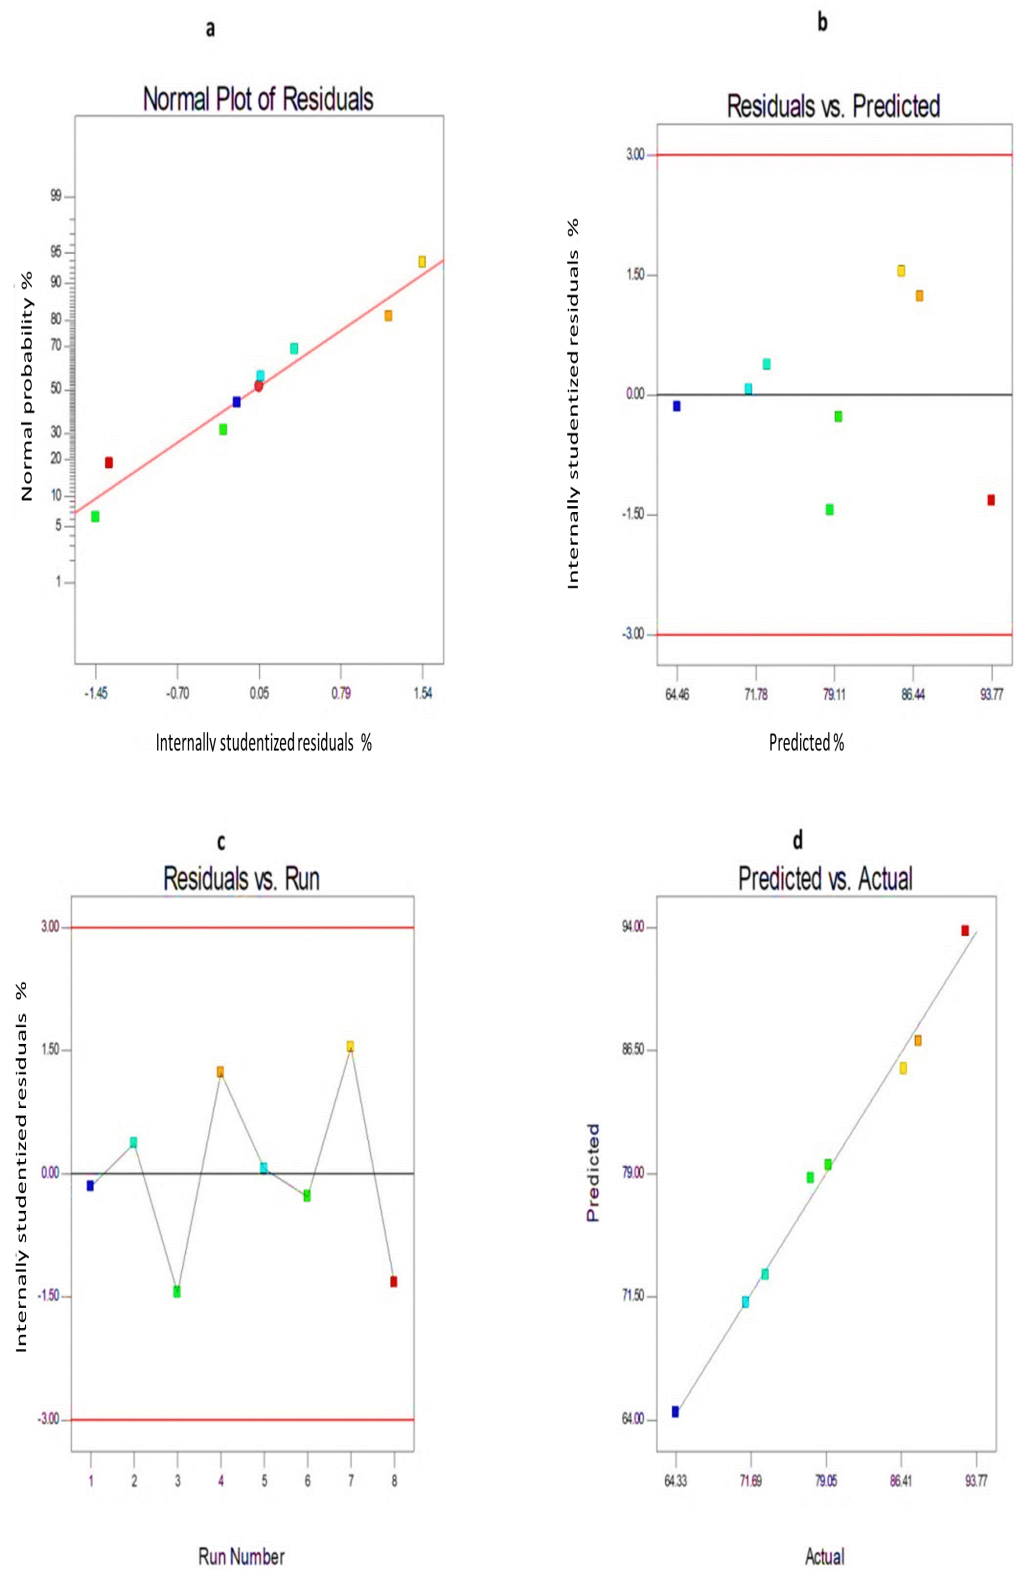 a
Normal Plot of Residuals
Normal probability %
99
95
90
80
70
50
30
20
10
5
1
-1.45 -0.70 0.05 0.79 1.54
Internally studentized residuals %
b
Residuals vs. Predicted
Internally studentized residuals %
3.00
1.50
0.00
-1.50
-3.00
64.46 71.78 79.11 86.44 93.77
Predicted %
c
Residuals vs. Run
Internally studentized residuals %
3.00
1.50
0.00
-1.50
-3.00
1 2 3 4 5 6 7 8
Run Number
d
Predicted vs. Actual
Predicted
94.00
86.50
79.00
71.50
64.00
64.33 71.69 79.05 86.41 93.77
Actual